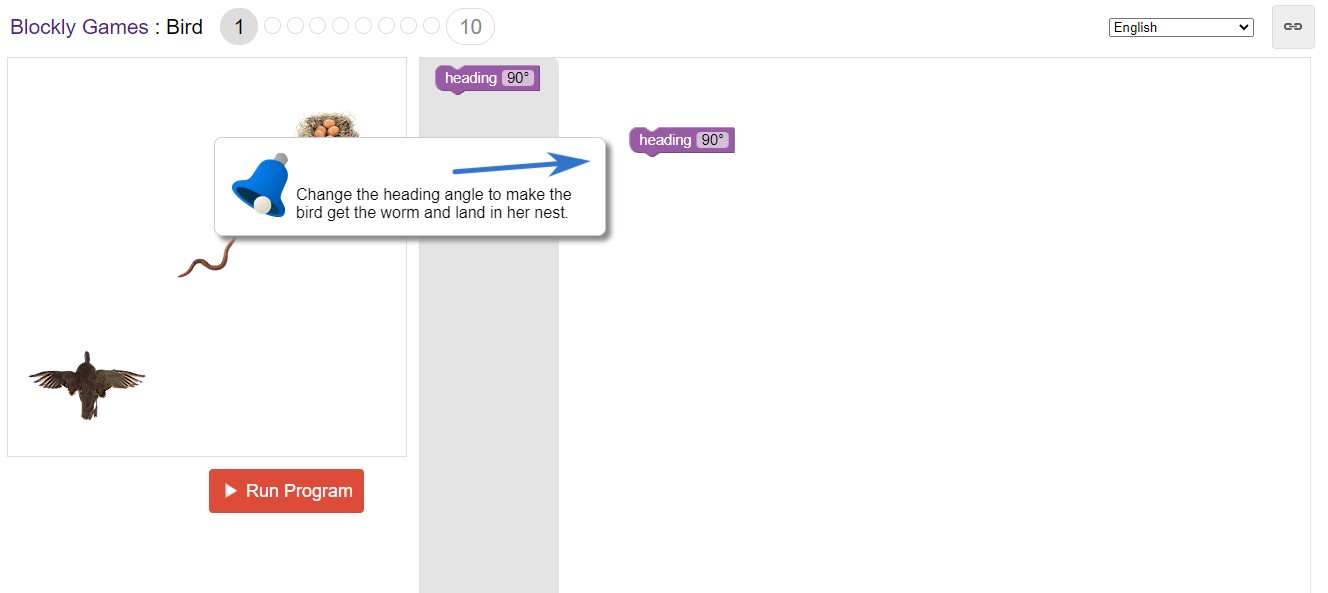 Blockly Games : Bird 1 10 English
heading 90°
heading 90°
Change the heading angle to make the
bird get the worm and land in her nest.
Run Program